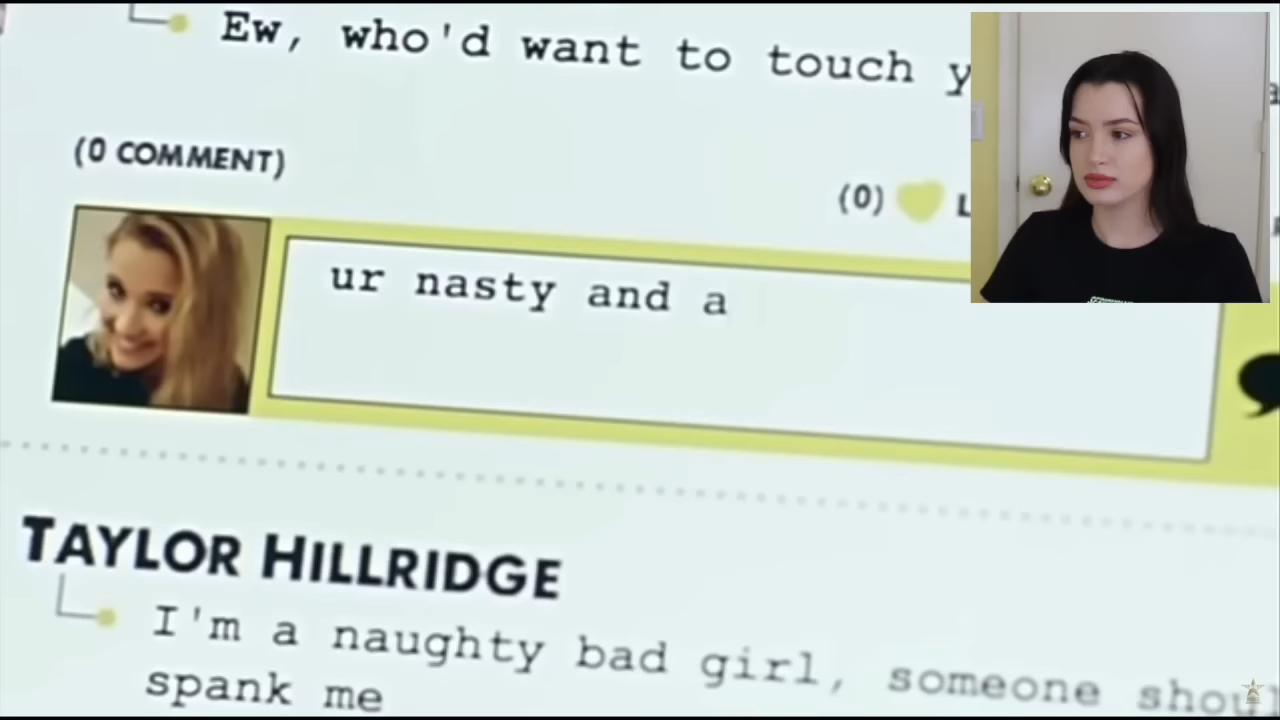 Ew, who'd want to touch
(0 COMMENT)
(0)
ur nasty and a
TAYLOR HILLRIDGE
I'm a naughty bad girl, someone
spank me